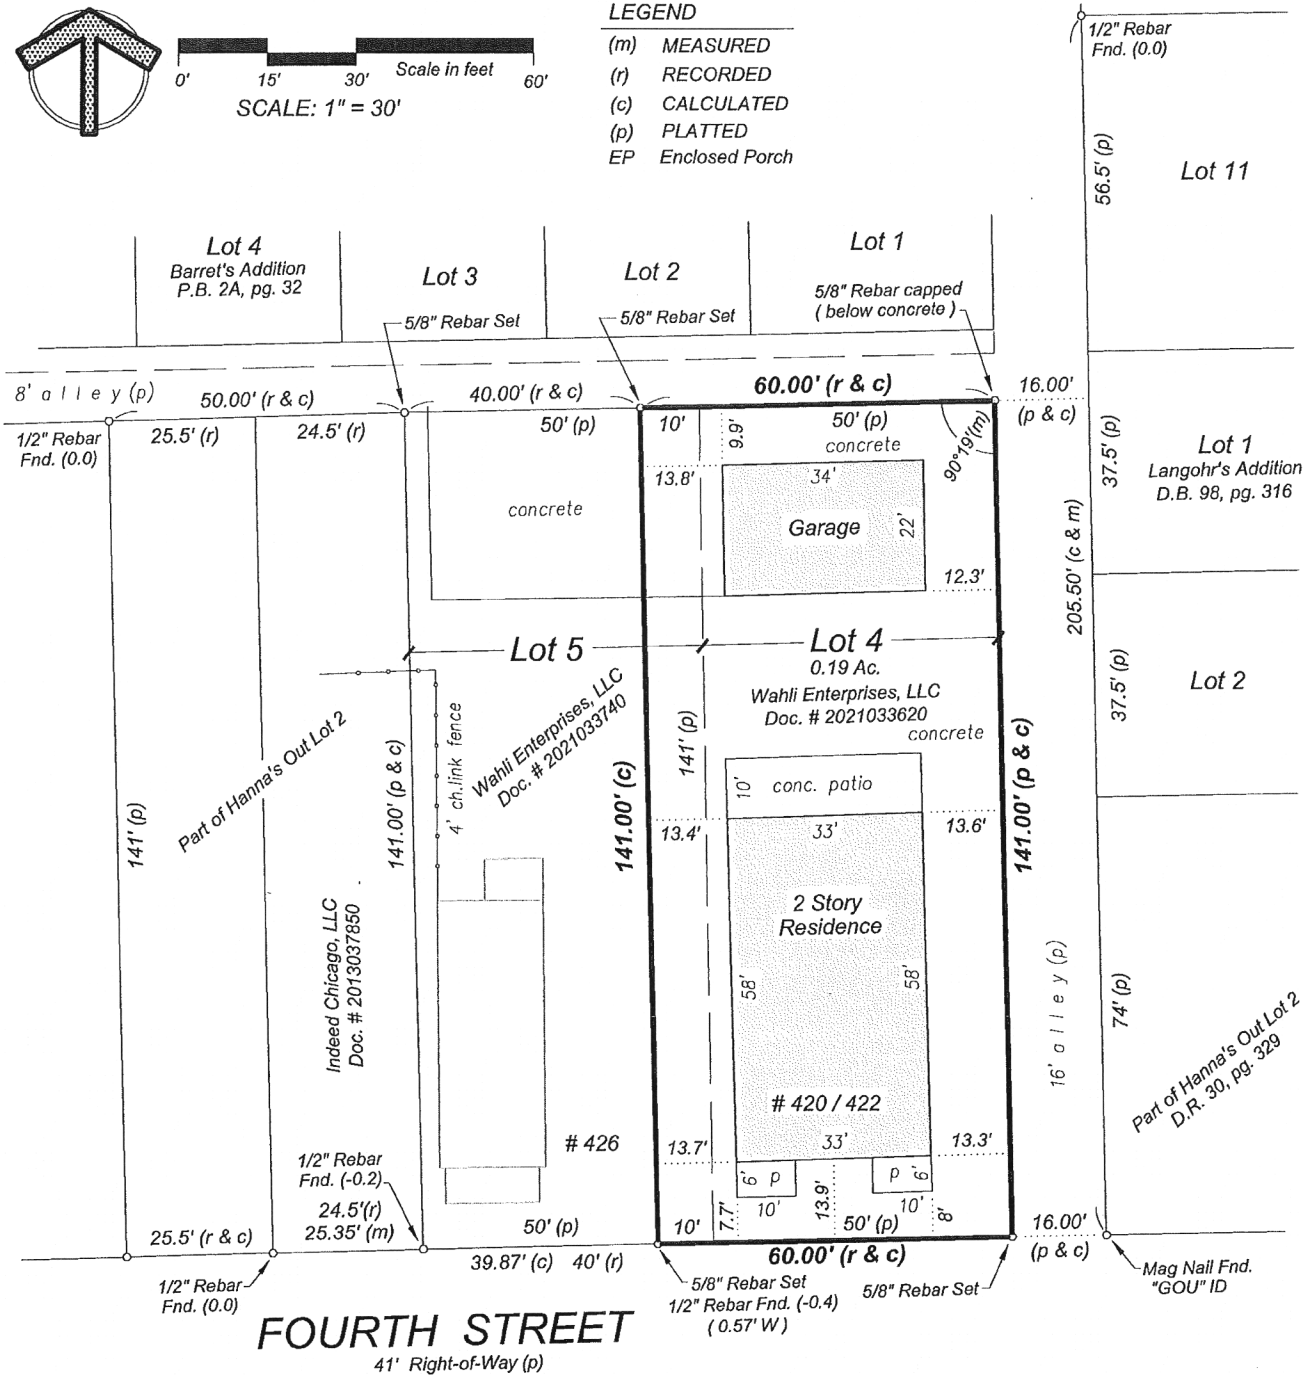 LEGEND
(m) MEASURED
(r) RECORDED
(c) CALCULATED
(p) PLATTED
EP Enclosed Porch
Scale in feet
0' 15' 30' 60'
SCALE: 1" = 30'
1/2" Rebar
Fnd. (0.0)
56.5' (p)
Lot 11
Lot 4
Barret's Addition
P.B. 2A, pg. 32
Lot 3
Lot 2
Lot 1
5/8" Rebar Set
5/8" Rebar Set
5/8" Rebar capped
( below concrete )
8' alley (p)
50.00' (r & c)
40.00' (r & c)
60.00' (r & c)
16.00'
(p & c)
1/2" Rebar
Fnd. (0.0)
25.5' (r)
24.5' (r)
50' (p)
10'
9.9'
50' (p)
concrete
90°19'(m)
37.5' (p)
Lot 1
Langohr's Addition
D.B. 98, pg. 316
13.8'
34'
concrete
Garage
22'
12.3'
205.50' (c & m)
Lot 5
Lot 4
0.19 Ac.
Wahli Enterprises, LLC
Doc. # 2021033620
concrete
37.5' (p)
Lot 2
Part of Hanna's Out Lot 2
4' ch.link fence
Wahli Enterprises, LLC
Doc. # 2021033740
141' (p)
141' (p)
141.00' (p & c)
141.00' (c)
141.00' (p & c)
10'
conc. patio
13.4'
33'
13.6'
2 Story
Residence
58'
58'
Indeed Chicago, LLC
Doc. # 2013037850
16' alley (p)
74' (p)
Part of Hanna's Out Lot 2
D.R. 30, pg. 329
# 420 / 422
33'
# 426
13.7'
13.3'
1/2" Rebar
Fnd. (-0.2)
6' p
p 6'
10'
10'
7.7'
13.9'
8'
24.5'(r)
25.35' (m)
25.5' (r & c)
50' (p)
10'
50' (p)
16.00'
(p & c)
39.87' (c) 40' (r)
60.00' (r & c)
1/2" Rebar
Fnd. (0.0)
5/8" Rebar Set
1/2" Rebar Fnd. (-0.4)
( 0.57' W )
5/8" Rebar Set
Mag Nail Fnd.
"GOU" ID
FOURTH STREET
41' Right-of-Way (p)